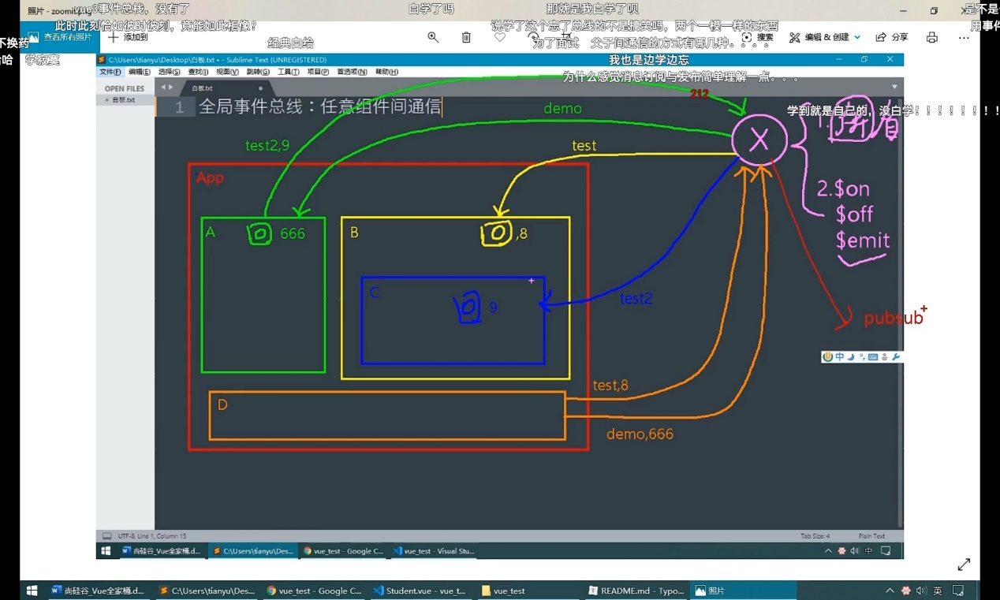 照片 - zoomit.png
vue3事件总栈，没有了
白学了吗
那就是我白学了呗
是不是
此时此刻恰如彼时彼刻，竟能如此相像？
说学了这个忘了总线的不是搞笑吗，两个一模一样的东西
用事件
不换药
查看所有照片
添加到
经典白给
为了面试 父子间通信的方式有哪几种。。。。
搜索
编辑 & 创建
分享
哈
学寂寞
C:\Users\tianyu\Desktop\白板.txt • - Sublime Text (UNREGISTERED)
我也是边学边忘
文件(F) 编辑(E) 选择(S) 查找(I) 视图(V) 跳转(G) 工具(T) 项目(P) 首选项(N) 帮助(H)
为什么感觉消息订阅与发布简单理解一点。。。
OPEN FILES
白板.txt
白板.txt
212
1 全局事件总线：任意组件间通信
demo
学到就是自己的，没白学！！！！！！！！
1.
test2,9
test
X
App
2.$on
$off
$emit
A
666
B
,8
C
9
test2
pubsub
中
D
test,8
demo,666
UTF-8, Line 1, Column 15
Tab Size: 4
Plain Text
尚硅谷_Vue全家桶.d...
C:\Users\tianyu\Des...
vue_test - Google C...
vue_test - Visual Stu...
中
尚硅谷_Vue全家桶.d...
C:\Users\tianyu\Des...
vue_test - Google C...
Student.vue - vue_t...
vue_test
README.md - Typo...
照片
英